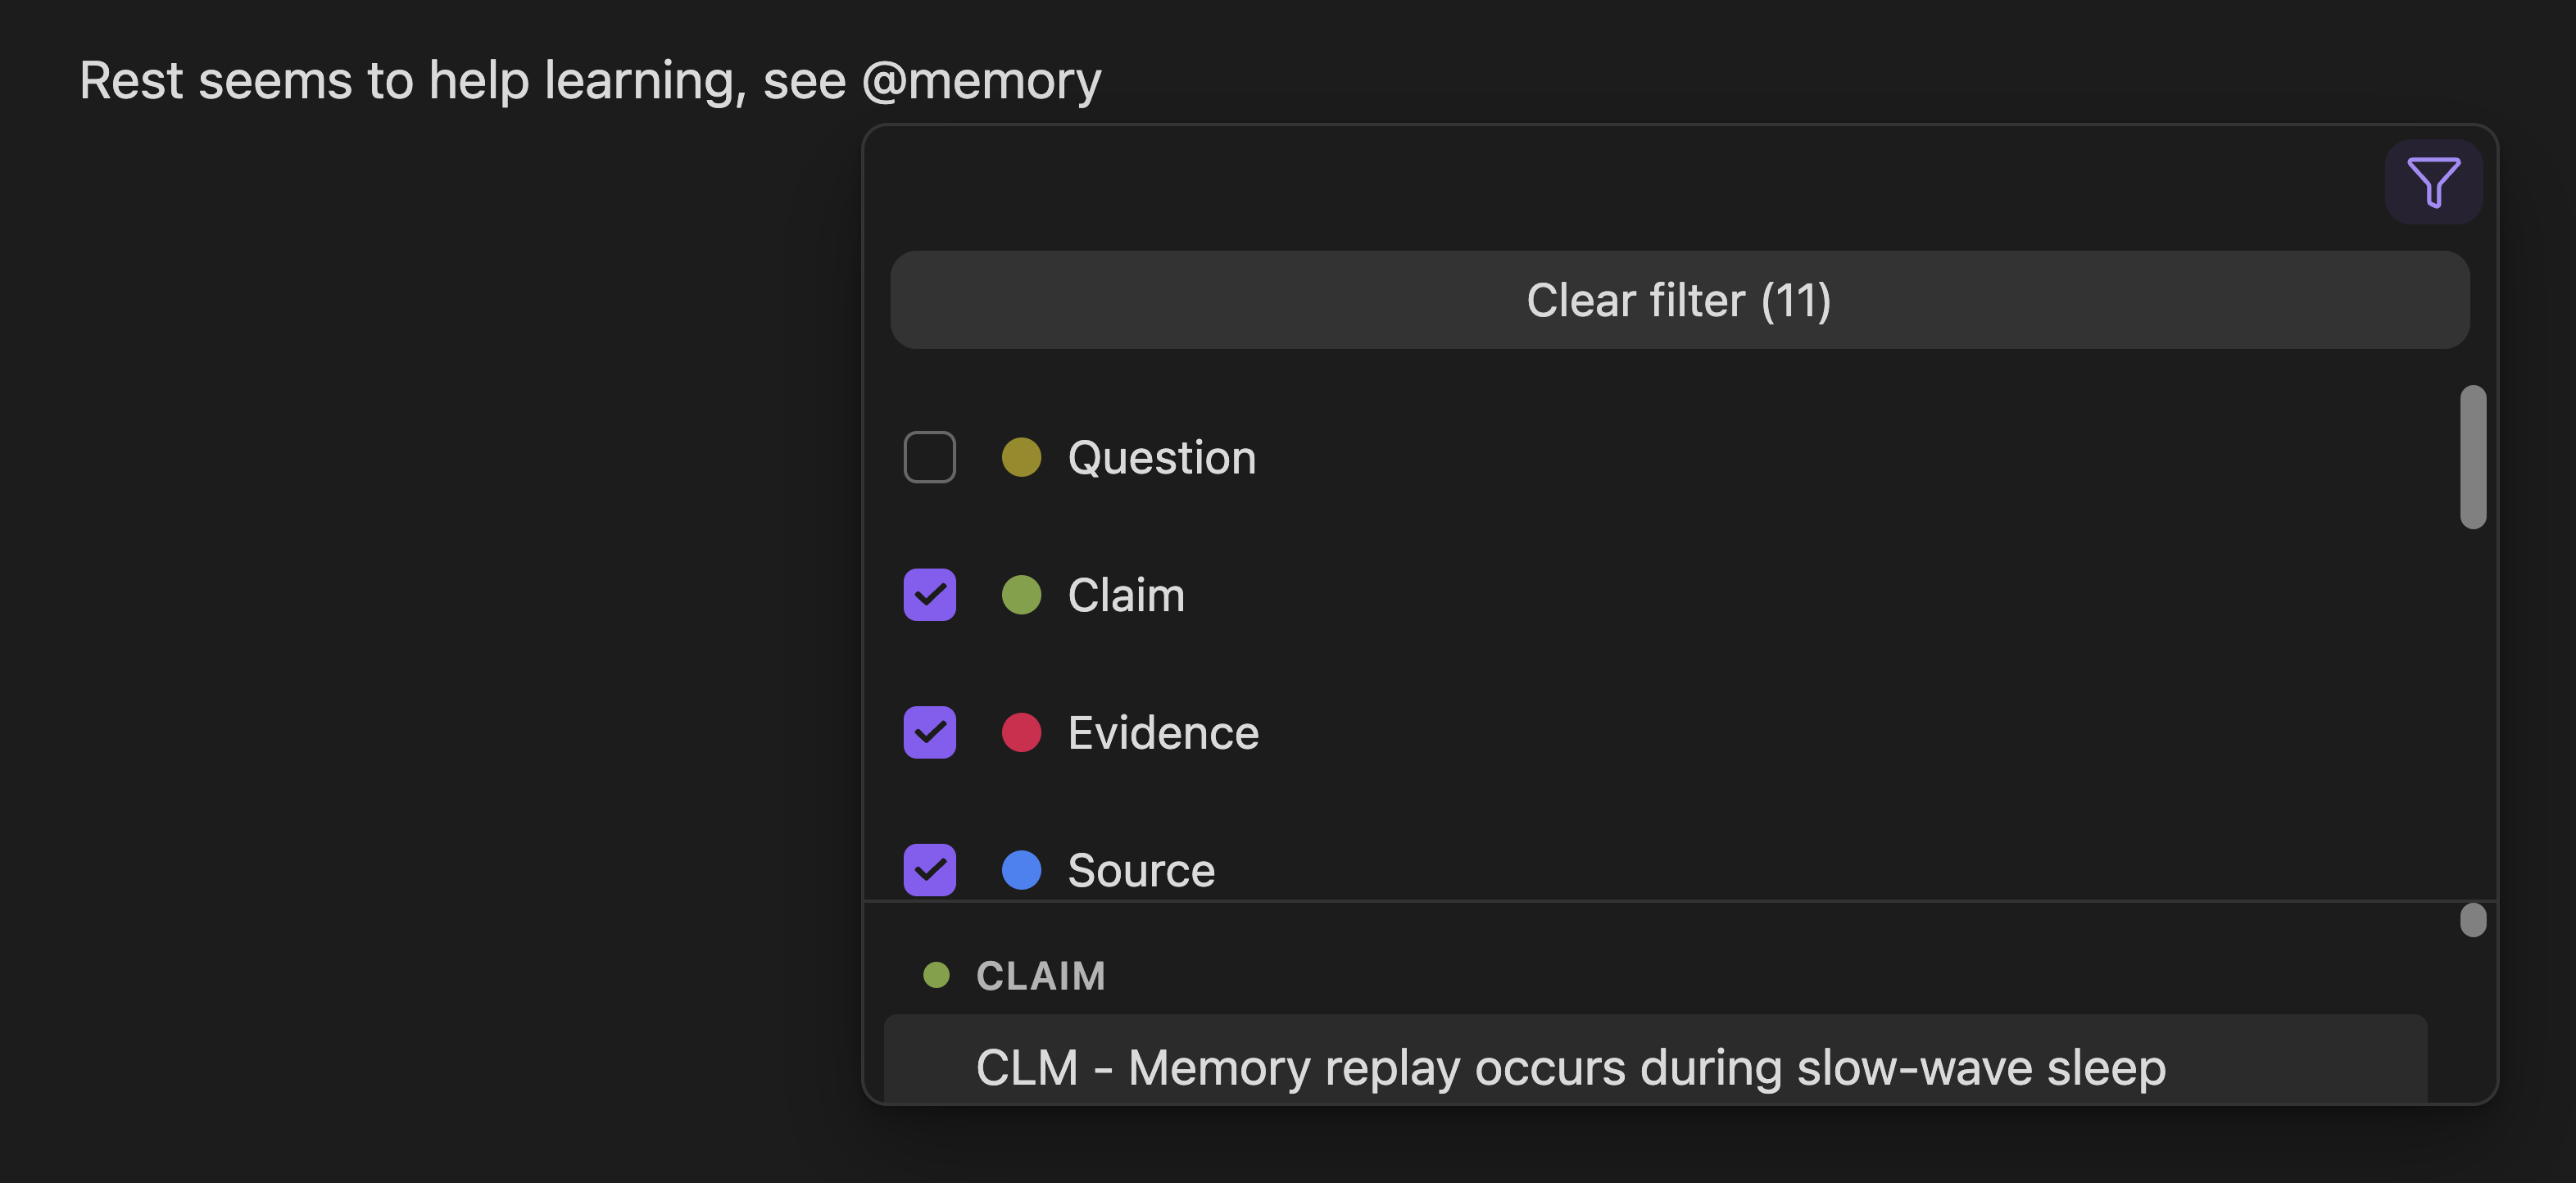 Rest seems to help learning, see @memory
Clear filter (11)
Question
Claim
Evidence
Source
CLAIM
CLM - Memory replay occurs during slow-wave sleep